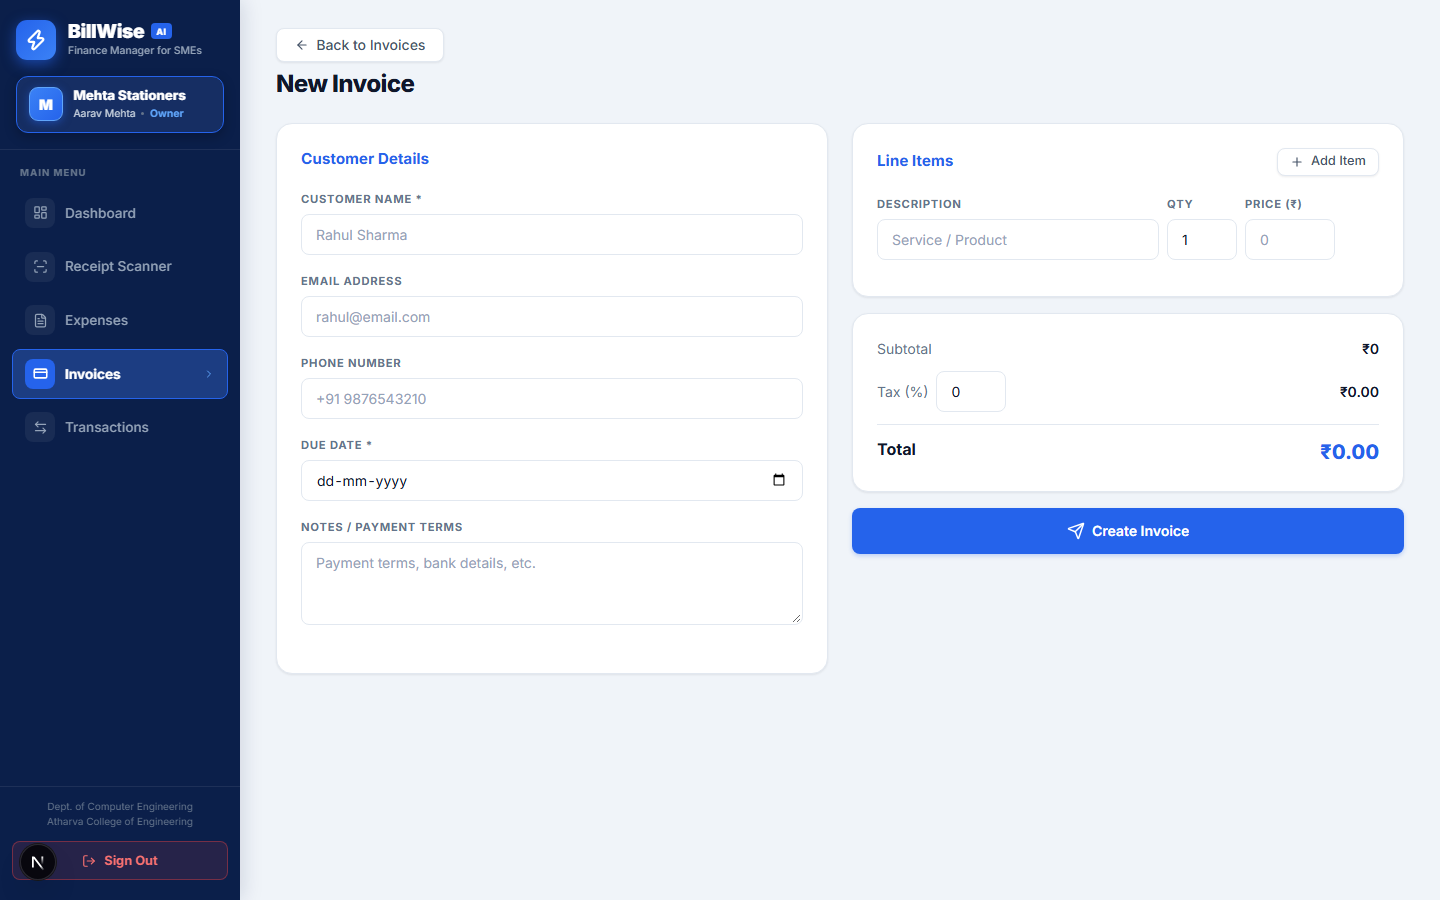 BillWise AI
Finance Manager for SMEs
M
Mehta Stationers
Aarav Mehta • Owner
MAIN MENU
Dashboard
Receipt Scanner
Expenses
Invoices
Transactions
Dept. of Computer Engineering
Atharva College of Engineering
N
Sign Out
Back to Invoices
New Invoice
Customer Details
CUSTOMER NAME *
Rahul Sharma
EMAIL ADDRESS
rahul@email.com
PHONE NUMBER
+91 9876543210
DUE DATE *
dd-mm-yyyy
NOTES / PAYMENT TERMS
Payment terms, bank details, etc.
Line Items
+ Add Item
DESCRIPTION QTY PRICE (₹)
Service / Product 1 0
Subtotal ₹0
Tax (%) 0 ₹0.00
Total ₹0.00
Create Invoice